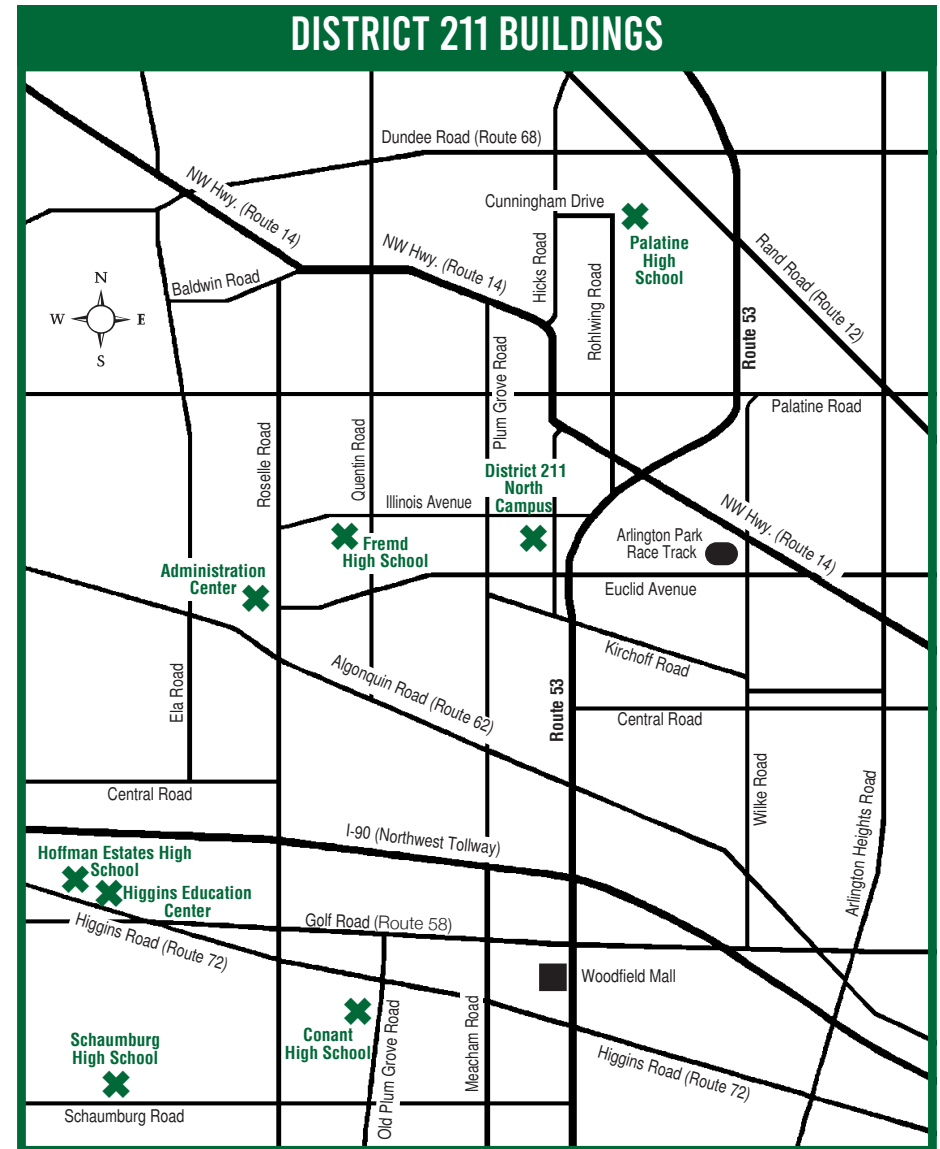 DISTRICT 211 BUILDINGS
Dundee Road (Route 68)
NW Hwy. (Route 14)
Cunningham Drive
Palatine
High
School
NW Hwy. (Route 14)
Hicks Road
Rohlwing Road
Rand Road (Route 12)
Baldwin Road
N
W
E
S
Route 53
Plum Grove Road
Palatine Road
Roselle Road
Quentin Road
District 211
North
Campus
Illinois Avenue
NW Hwy. (Route 14)
Arlington Park
Race Track
Fremd
High School
Administration
Center
Euclid Avenue
Kirchoff Road
Algonquin Road (Route 62)
Ela Road
Route 53
Central Road
Central Road
Wilke Road
Arlington Heights Road
I-90 (Northwest Tollway)
Hoffman Estates High
School
Higgins Education
Center
Golf Road (Route 58)
Higgins Road (Route 72)
Woodfield Mall
Conant
High School
Old Plum Grove Road
Meacham Road
Schaumburg
High School
Higgins Road (Route 72)
Schaumburg Road